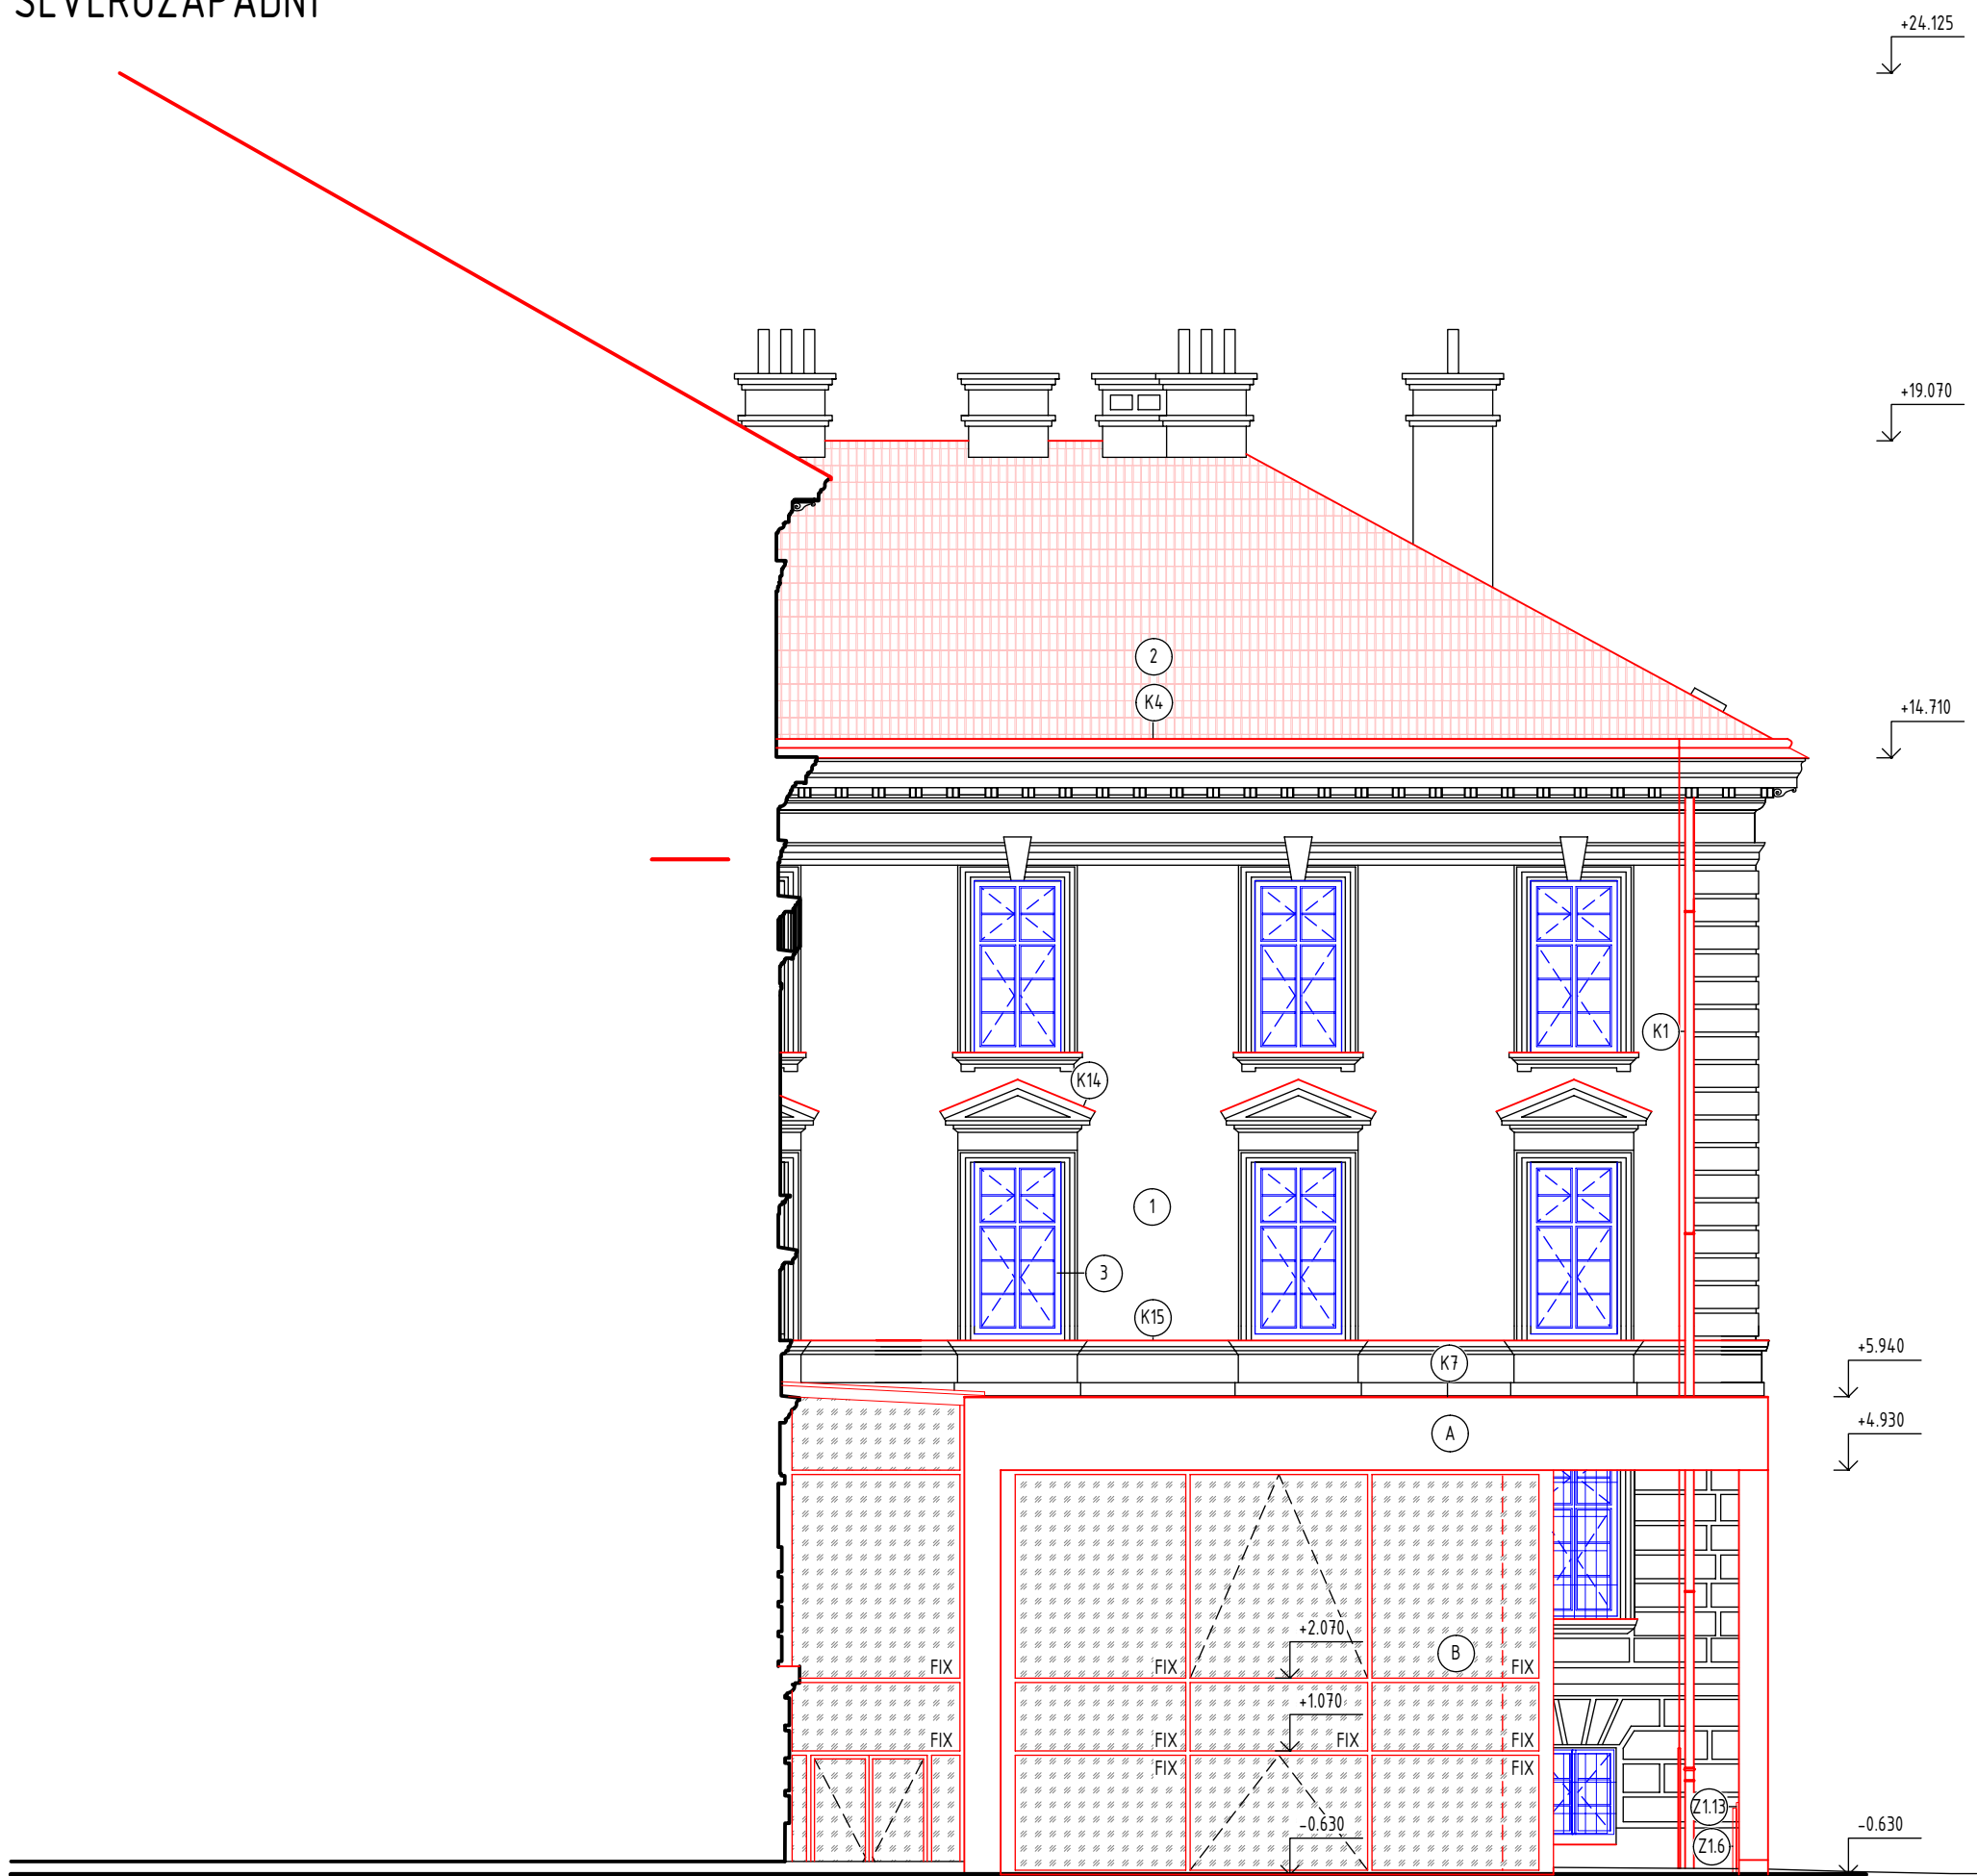 SEVEROZÁPADNÍ
+24.125
+19.070
2
K4
+14.710
K1
K14
1
3
K15
K7
+5.940
A
+4.930
+2.070
B
FIX
FIX
FIX
+1.070
FIX
FIX
FIX
FIX
FIX
FIX
Z1.13
-0.630
-0.630
Z1.6